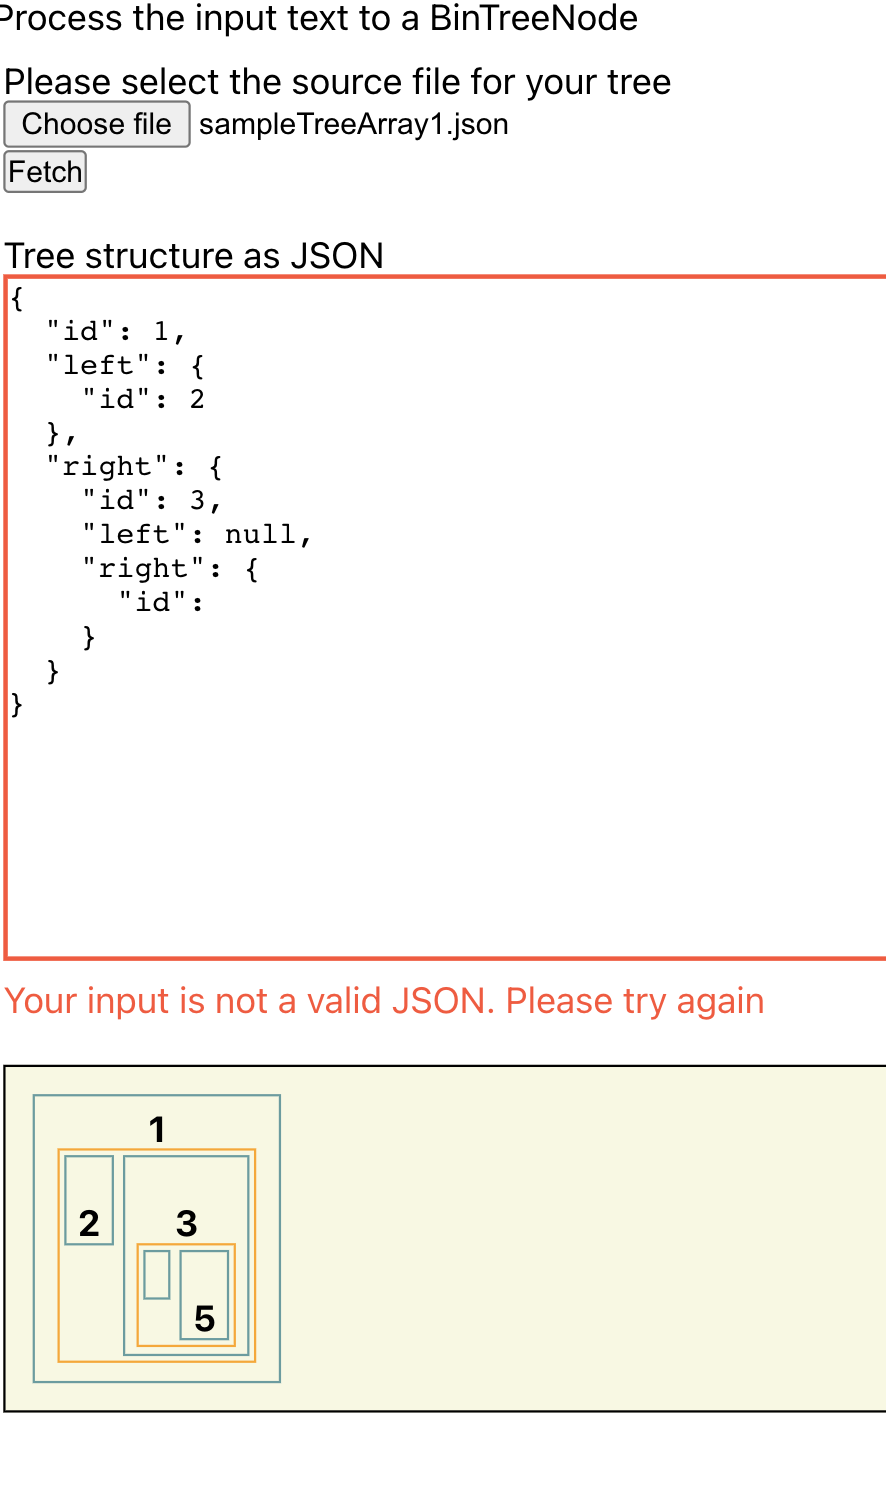 Process the input text to a BinTreeNode
Please select the source file for your tree
Choose file sampleTreeArray1.json
Fetch
Tree structure as JSON
{
  "id": 1,
  "left": {
    "id": 2
  },
  "right": {
    "id": 3,
    "left": null,
    "right": {
      "id":
    }
  }
}
Your input is not a valid JSON. Please try again
1
2 3
5